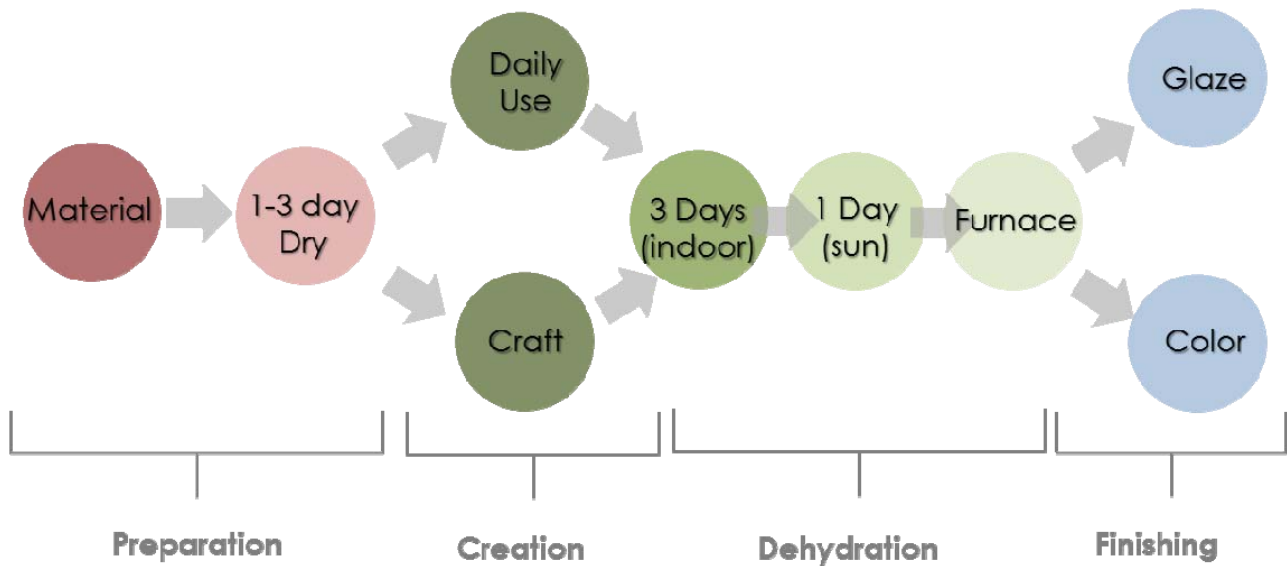 Material
1-3 day
Dry
Daily
Use
Craft
3 Days
(indoor)
1 Day
(sun)
Furnace
Glaze
Color
Preparation
Creation
Dehydration
Finishing